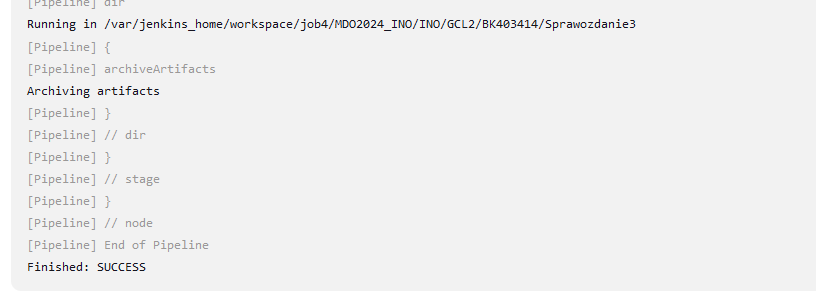 [Pipeline] dir
Running in /var/jenkins_home/workspace/job4/MDO2024_INO/INO/GCL2/BK403414/Sprawozdanie3
[Pipeline] {
[Pipeline] archiveArtifacts
Archiving artifacts
[Pipeline] }
[Pipeline] // dir
[Pipeline] }
[Pipeline] // stage
[Pipeline] }
[Pipeline] // node
[Pipeline] End of Pipeline
Finished: SUCCESS